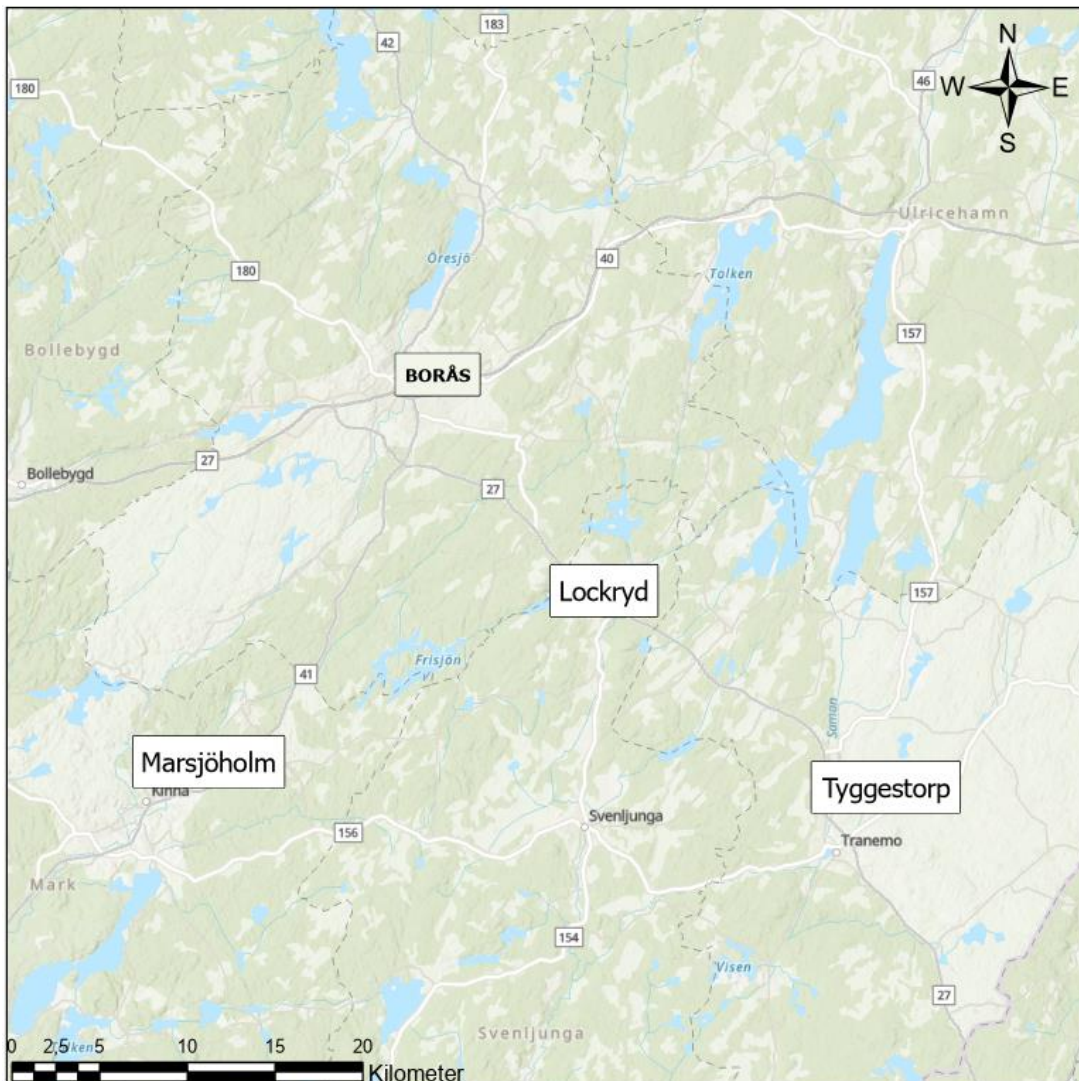 183
42
N
180
46
W
E
S
Ulricehamn
Öresjö
40
Tolken
180
157
Bollebygd
BORÅS
27
Bollebygd
27
Lockryd
157
Frisjön
41
Saman
Marsjöholm
Tyggestorp
Kinna
Svenljunga
156
Tranemo
Mark
154
Visen
27
Svenljunga
0 2,5 5 10 15 20
Kilometer